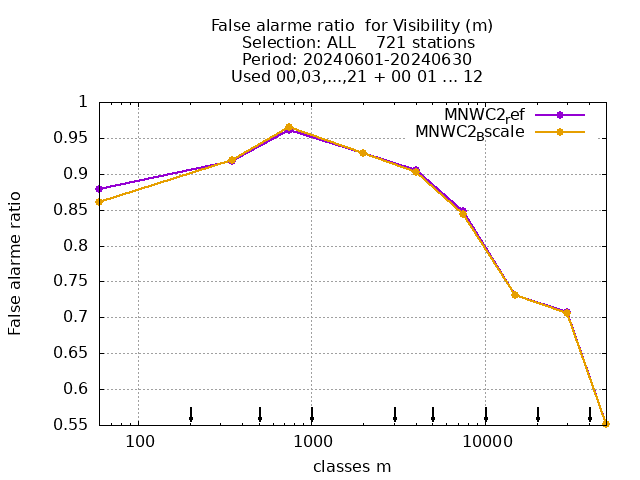 False alarme ratio  for Visibility (m)
Selection: ALL    721 stations
Period: 20240601-20240630
Used 00,03,...,21 + 00 01 ... 12
MNWC2_ref
MNWC2_Bscale
1
0.95
0.9
0.85
0.8
0.75
0.7
0.65
0.6
0.55
False alarme ratio
100
1000
10000
classes m